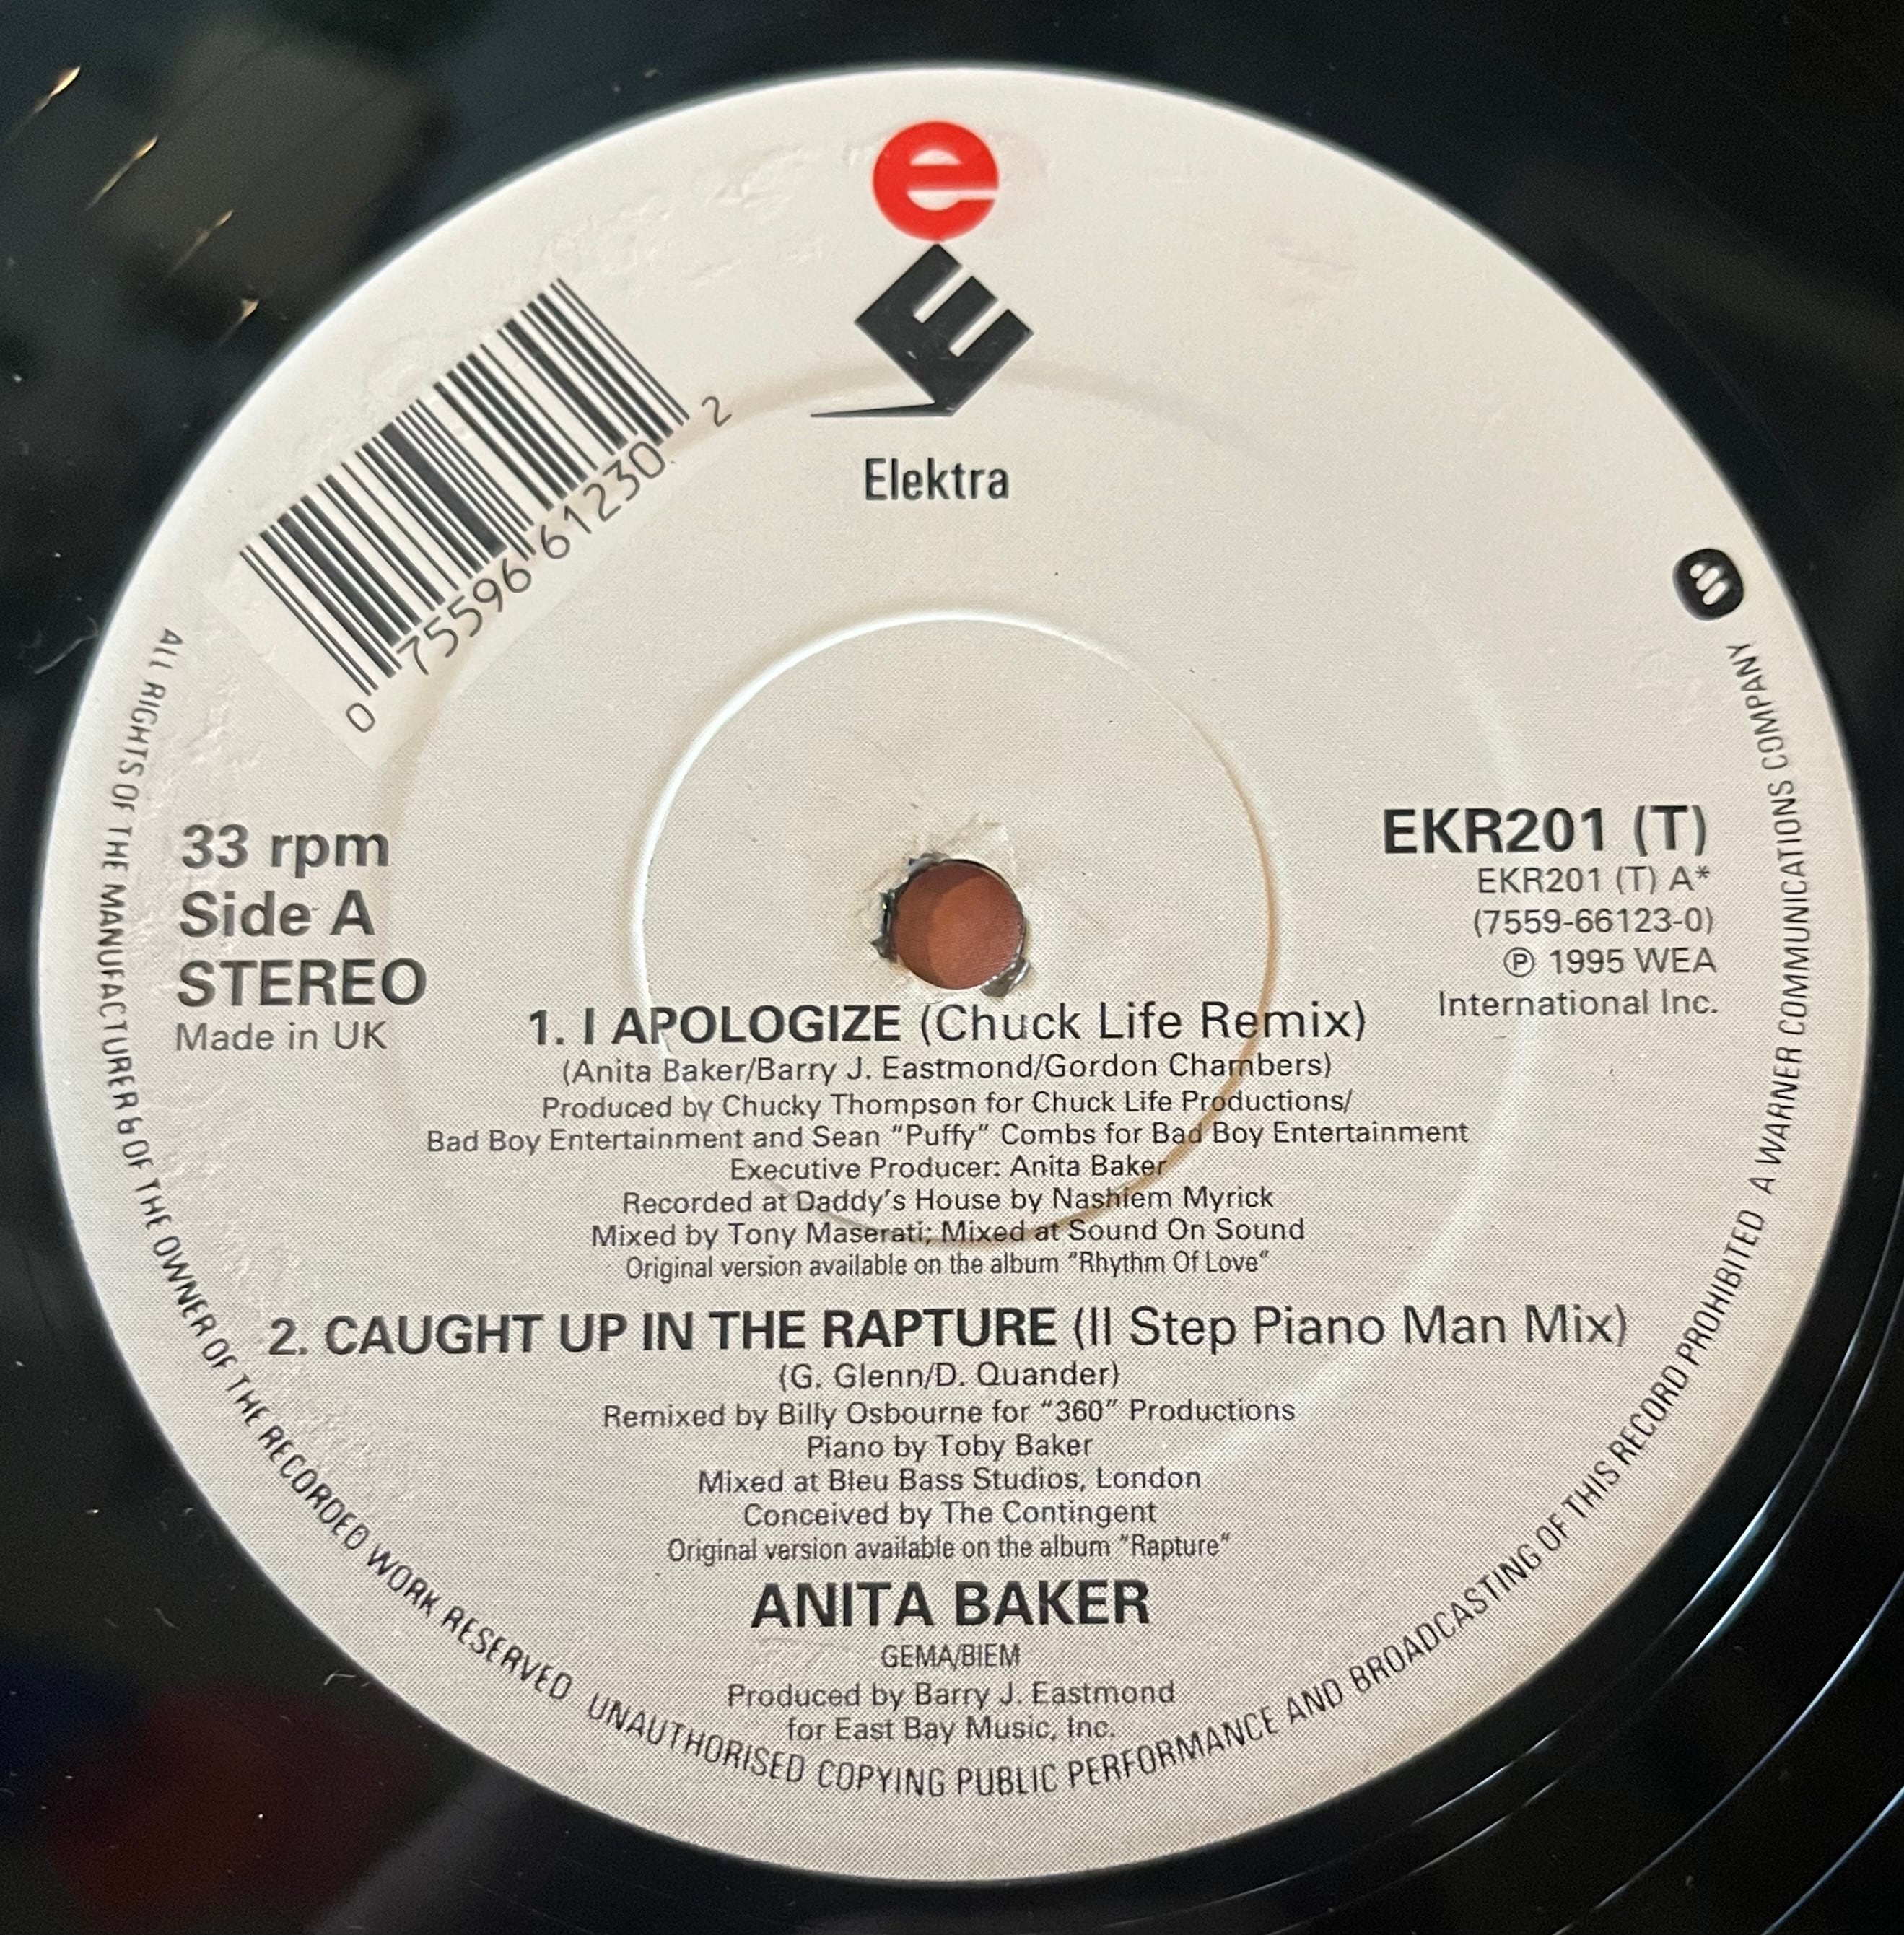 e
E
Elektra
0 75596 61230 2
33 rpm
Side A
STEREO
Made in UK
EKR201 (T)
EKR201 (T) A*
(7559-66123-0)
℗ 1995 WEA
International Inc.
1. I APOLOGIZE (Chuck Life Remix)
(Anita Baker/Barry J. Eastmond/Gordon Chambers)
Produced by Chucky Thompson for Chuck Life Productions/
Bad Boy Entertainment and Sean "Puffy" Combs for Bad Boy Entertainment
Executive Producer: Anita Baker
Recorded at Daddy's House by Nashiem Myrick
Mixed by Tony Maserati; Mixed at Sound On Sound
Original version available on the album "Rhythm Of Love"
2. CAUGHT UP IN THE RAPTURE (II Step Piano Man Mix)
(G. Glenn/D. Quander)
Remixed by Billy Osbourne for "360" Productions
Piano by Toby Baker
Mixed at Bleu Bass Studios, London
Conceived by The Contingent
Original version available on the album "Rapture"
ANITA BAKER
GEMA/BIEM
Produced by Barry J. Eastmond
for East Bay Music, Inc.
ALL RIGHTS OF THE MANUFACTURER & OF THE OWNER OF THE RECORDED WORK RESERVED UNAUTHORISED COPYING PUBLIC PERFORMANCE AND BROADCASTING OF THIS RECORD PROHIBITED A WARNER COMMUNICATIONS COMPANY